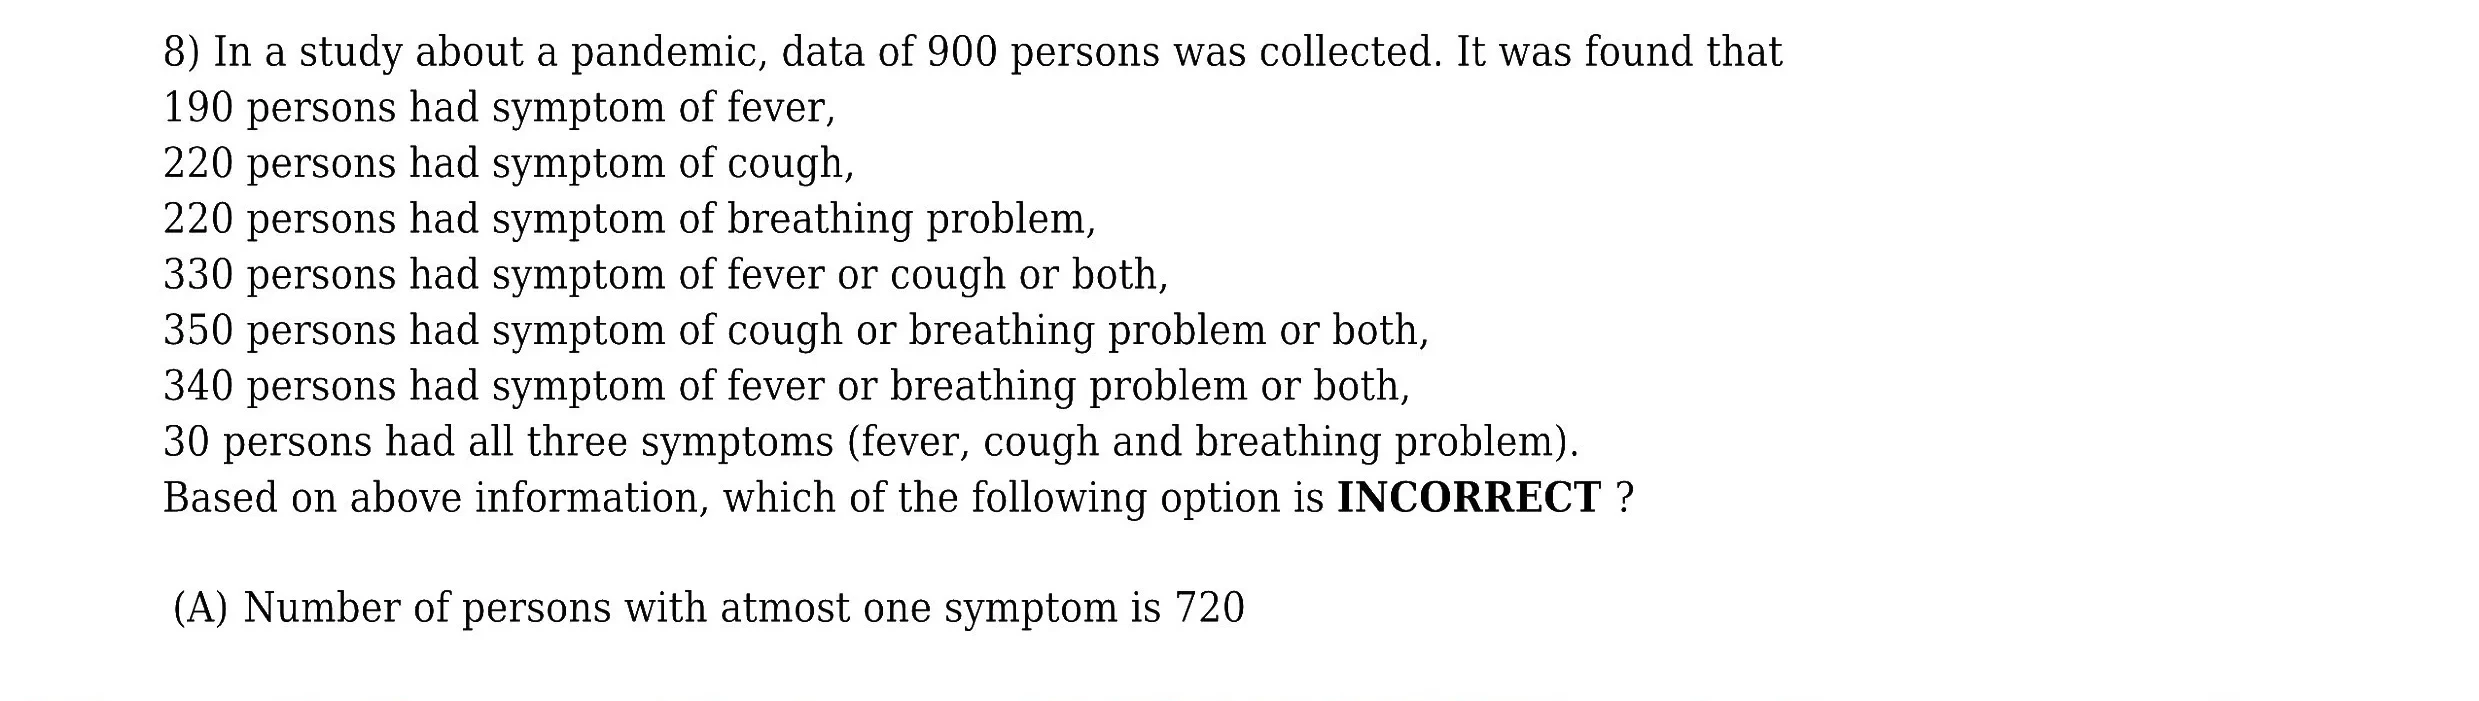 8) In a study about a pandemic, data of 900 persons was collected. It was found that
190 persons had symptom of fever,
220 persons had symptom of cough,
220 persons had symptom of breathing problem,
330 persons had symptom of fever or cough or both,
350 persons had symptom of cough or breathing problem or both,
340 persons had symptom of fever or breathing problem or both,
30 persons had all three symptoms (fever, cough and breathing problem).
Based on above information, which of the following option is INCORRECT ?
(A) Number of persons with atmost one symptom is 720